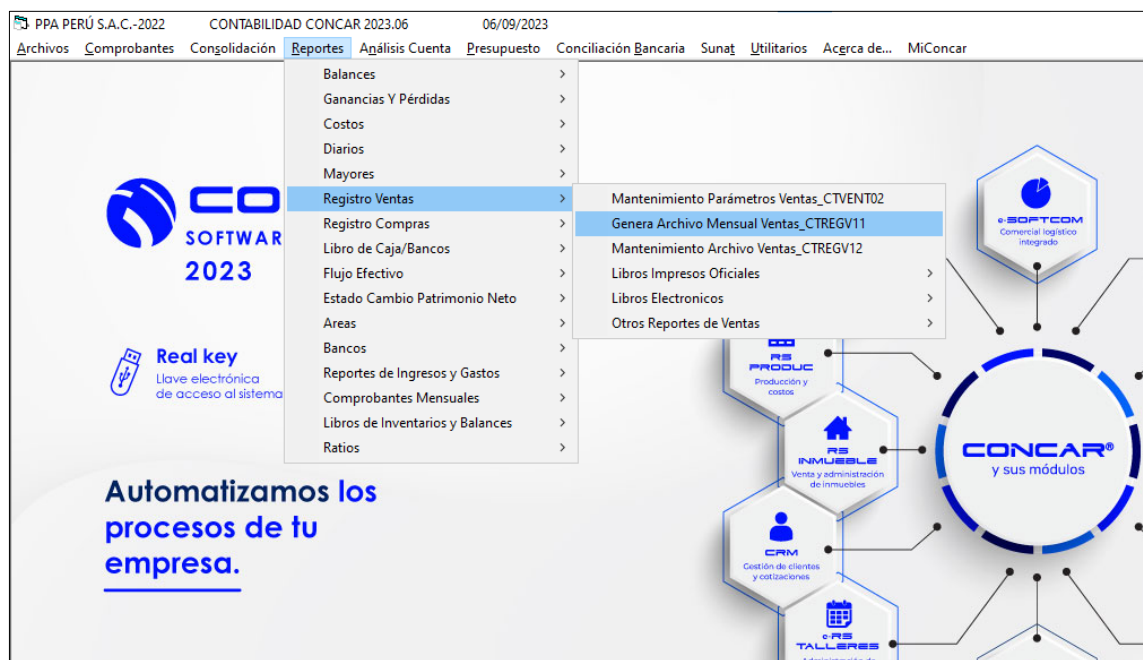 PPA PERÚ S.A.C.-2022 CONTABILIDAD CONCAR 2023.06 06/09/2023
Archivos Comprobantes Consolidación Reportes Análisis Cuenta Presupuesto Conciliación Bancaria Sunat Utilitarios Acerca de... MiConcar
Balances
Ganancias Y Pérdidas
Costos
Diarios
Mayores
Registro Ventas
Registro Compras
Libro de Caja/Bancos
Flujo Efectivo
Estado Cambio Patrimonio Neto
Areas
Bancos
Reportes de Ingresos y Gastos
Comprobantes Mensuales
Libros de Inventarios y Balances
Ratios
Mantenimiento Parámetros Ventas_CTVENT02
Genera Archivo Mensual Ventas_CTREGV11
Mantenimiento Archivo Ventas_CTREGV12
Libros Impresos Oficiales
Libros Electronicos
Otros Reportes de Ventas
CO
SOFTWAR
2023
Real key
Llave electrónica
de acceso al sistema
Automatizamos los
procesos de tu
empresa.
e-SOFTCOM
Comercial logístico
integrado
RS
PRODUC
Producción y
costos
RS
INMUEBLE
Venta y administración
de inmuebles
CRM
Gestión de clientes
y cotizaciones
e-RS
TALLERES
CONCAR®
y sus módulos